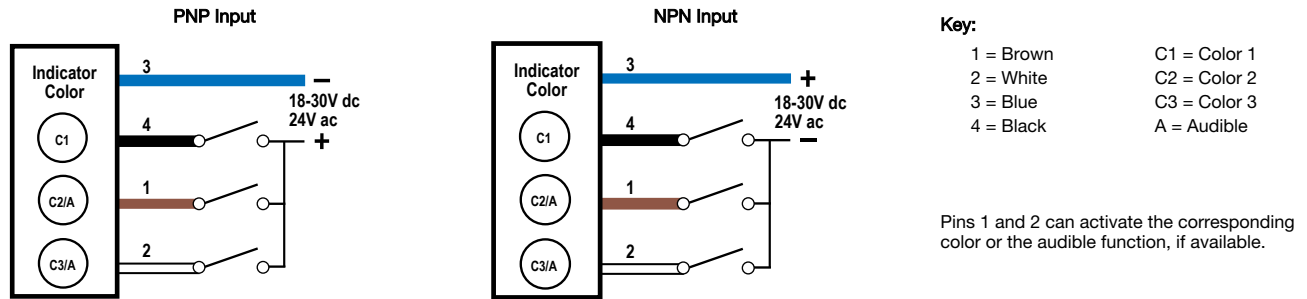 PNP Input
Indicator
Color
C1
C2/A
C3/A
3
4
1
2
−
18-30V dc
24V ac
+
NPN Input
Indicator
Color
C1
C2/A
C3/A
3
4
1
2
+
18-30V dc
24V ac
−
Key:
1 = Brown
2 = White
3 = Blue
4 = Black
C1 = Color 1
C2 = Color 2
C3 = Color 3
A = Audible
Pins 1 and 2 can activate the corresponding
color or the audible function, if available.